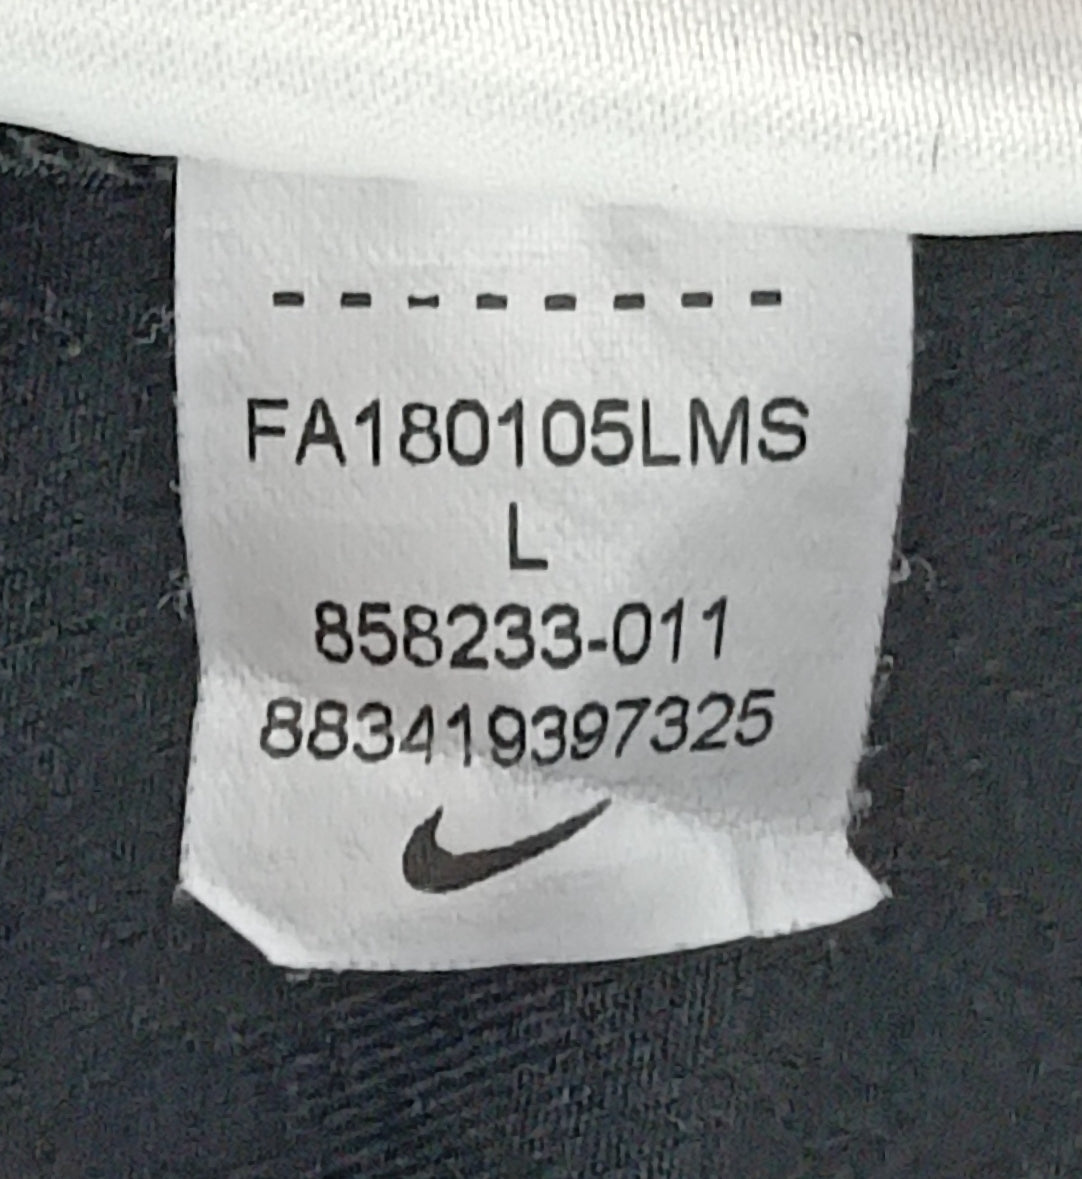 - - - - - - - -
FA180105LMS
L
858233-011
883419397325